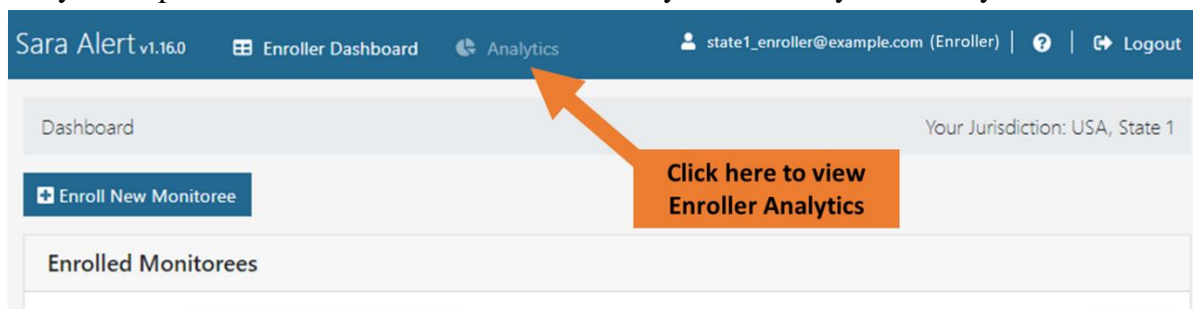 Sara Alert v1.16.0 Enroller Dashboard Analytics state1_enroller@example.com (Enroller) | ? | Logout
Dashboard Your Jurisdiction: USA, State 1
Click here to view
Enroller Analytics
Enroll New Monitoree
Enrolled Monitorees